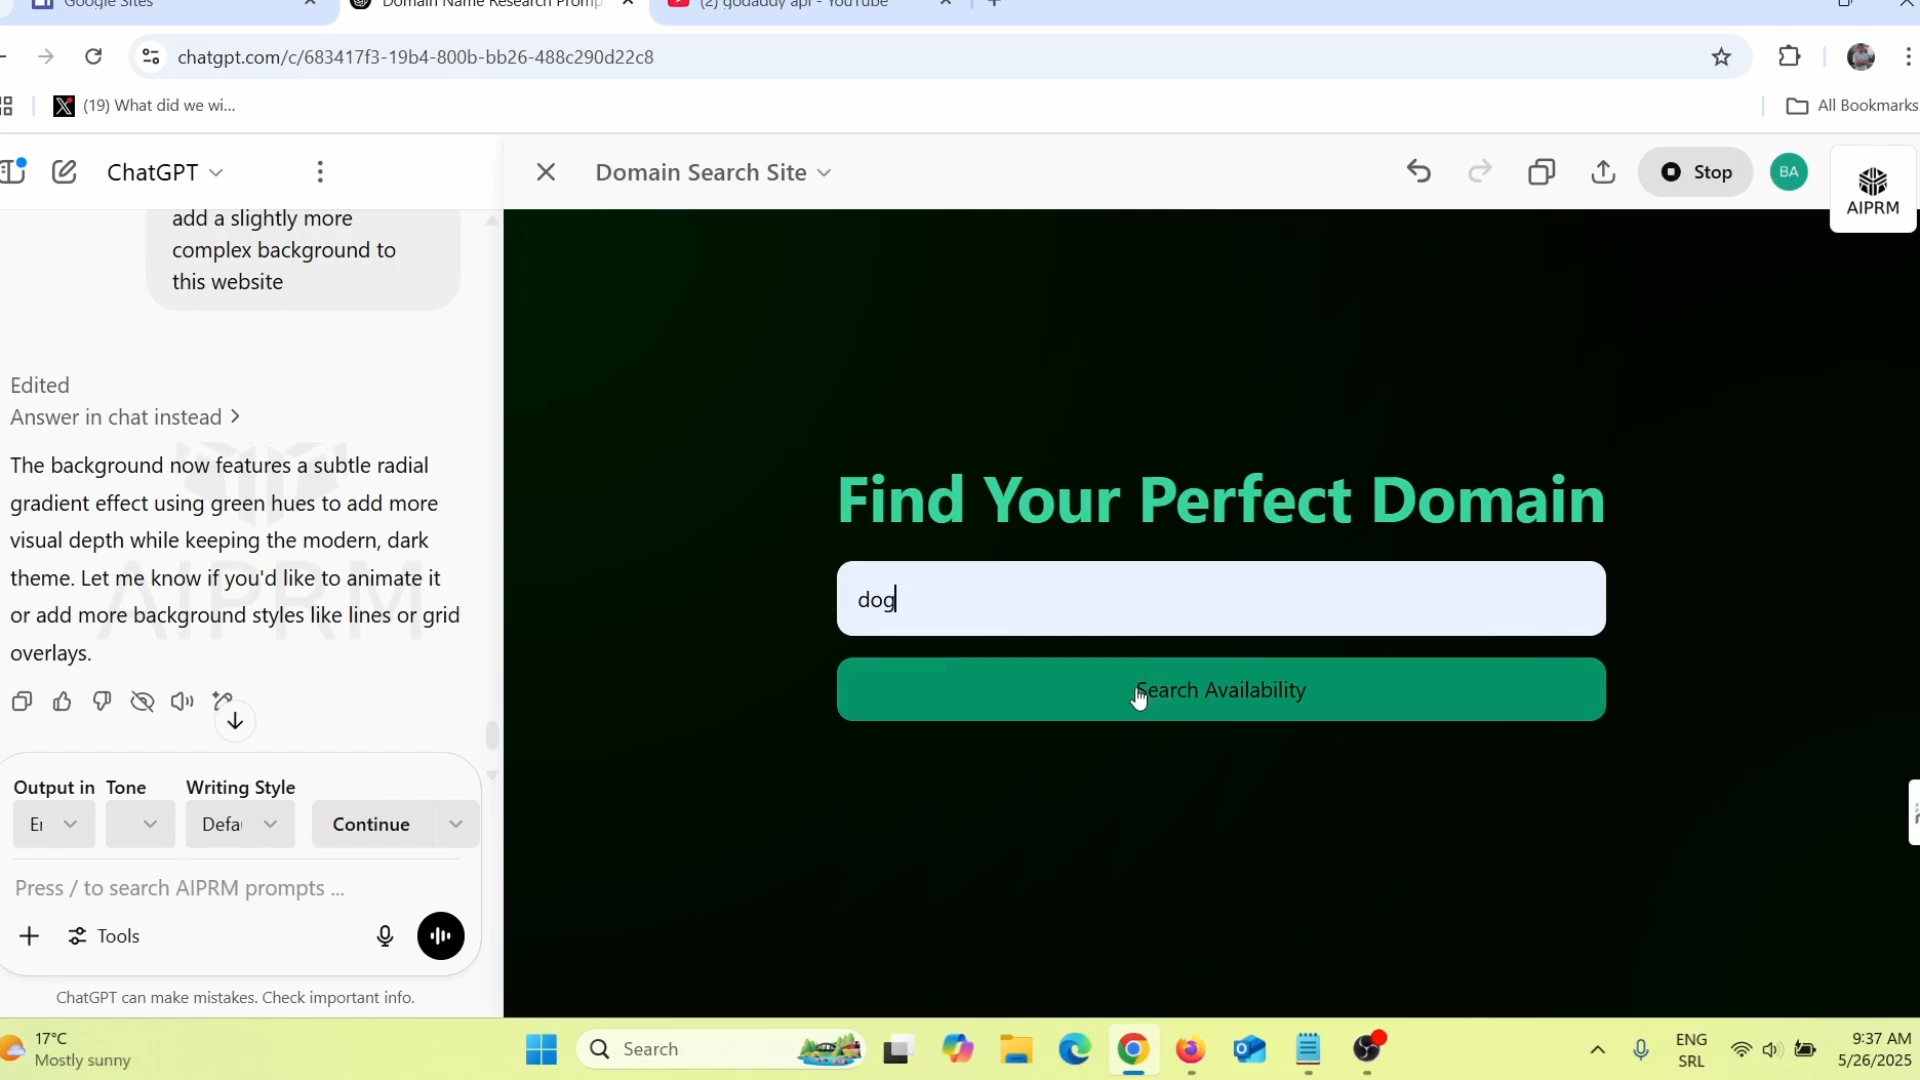 Google Sites
Domain Name Research Promp
(2) godaddy api - YouTube
chatgpt.com/c/683417f3-19b4-800b-bb26-488c290d22c8
(19) What did we wi...
All Bookmarks
ChatGPT
Domain Search Site
Stop
BA
AIPRM
add a slightly more
complex background to
this website
Edited
Answer in chat instead >
The background now features a subtle radial
gradient effect using green hues to add more
visual depth while keeping the modern, dark
theme. Let me know if you'd like to animate it
or add more background styles like lines or grid
overlays.
AIPRM
Find Your Perfect Domain
dog
Search Availability
Output in Tone Writing Style
Defa
Continue
Press / to search AIPRM prompts ...
Tools
ChatGPT can make mistakes. Check important info.
17°C
Mostly sunny
Search
ENG
SRL
9:37 AM
5/26/2025